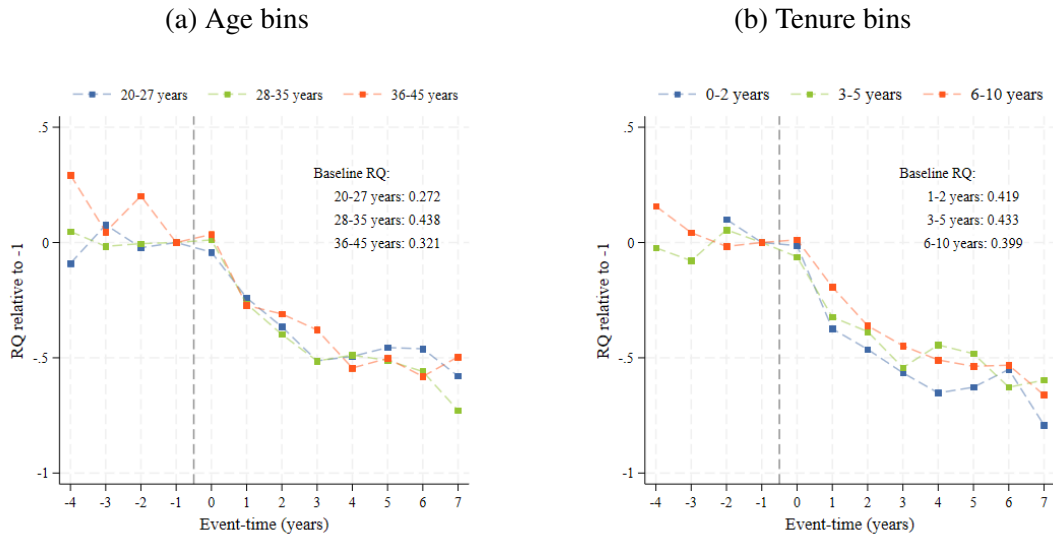 (a) Age bins
20-27 years 28-35 years 36-45 years
.5
0
-.5
-1
RQ relative to -1
Baseline RQ:
20-27 years: 0.272
28-35 years: 0.438
36-45 years: 0.321
-4 -3 -2 -1 0 1 2 3 4 5 6 7
Event-time (years)
(b) Tenure bins
0-2 years 3-5 years 6-10 years
.5
0
-.5
-1
RQ relative to -1
Baseline RQ:
1-2 years: 0.419
3-5 years: 0.433
6-10 years: 0.399
-4 -3 -2 -1 0 1 2 3 4 5 6 7
Event-time (years)